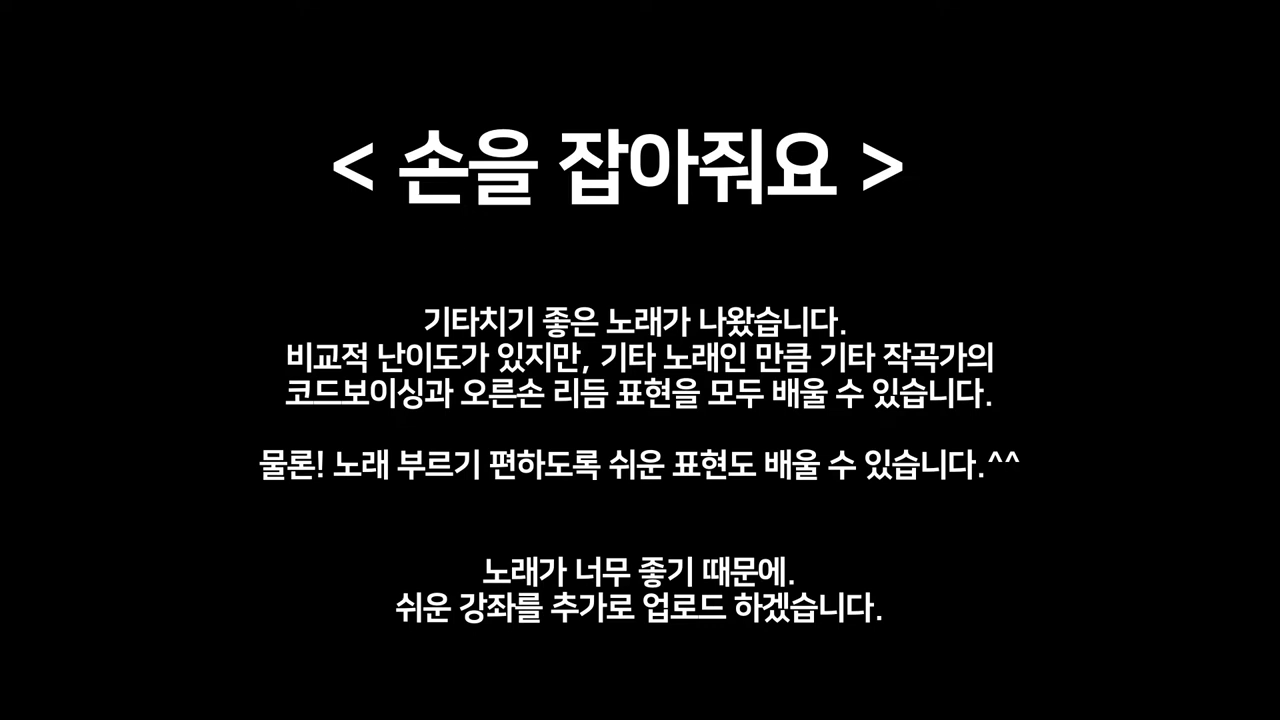 < 손을 잡아줘요 >
기타치기 좋은 노래가 나왔습니다.
비교적 난이도가 있지만, 기타 노래인 만큼 기타 작곡가의
코드보이싱과 오른손 리듬 표현을 모두 배울 수 있습니다.
물론! 노래 부르기 편하도록 쉬운 표현도 배울 수 있습니다.^^
노래가 너무 좋기 때문에.
쉬운 강좌를 추가로 업로드 하겠습니다.